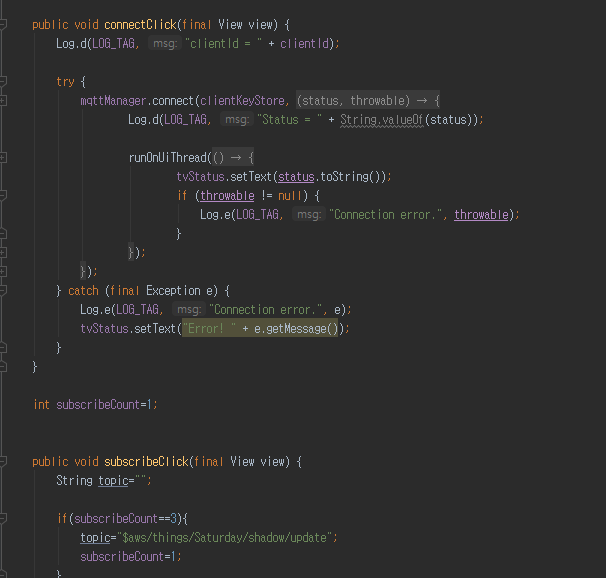 public void connectClick(final View view) {
Log.d(LOG_TAG, msg: "clientId = " + clientId);
try {
mqttManager.connect(clientKeyStore, (status, throwable) → {
Log.d(LOG_TAG, msg: "Status = " + String.valueOf(status));
runOnUiThread(() → {
tvStatus.setText(status.toString());
if (throwable != null) {
Log.e(LOG_TAG, msg: "Connection error.", throwable);
}
});
});
} catch (final Exception e) {
Log.e(LOG_TAG, msg: "Connection error.", e);
tvStatus.setText("Error! " + e.getMessage());
}
}
int subscribeCount=1;
public void subscribeClick(final View view) {
String topic="";
if(subscribeCount==3){
topic="$aws/things/Saturday/shadow/update";
subscribeCount=1;
}